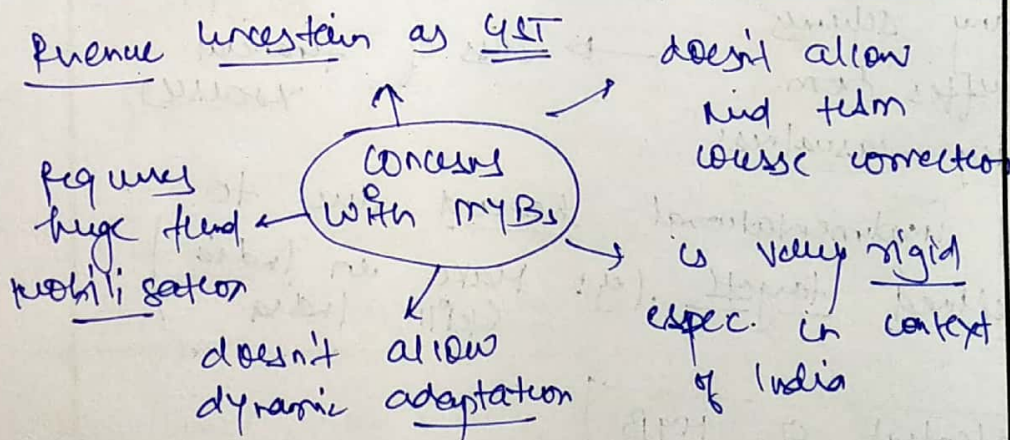 Revenue Uncertain as GST
doesn't allow
mid term
course correction
Concerns
with MYBs
requires
huge fund
mobilisation
is very rigid
espec. in context
of India
doesn't allow
dynamic adaptation